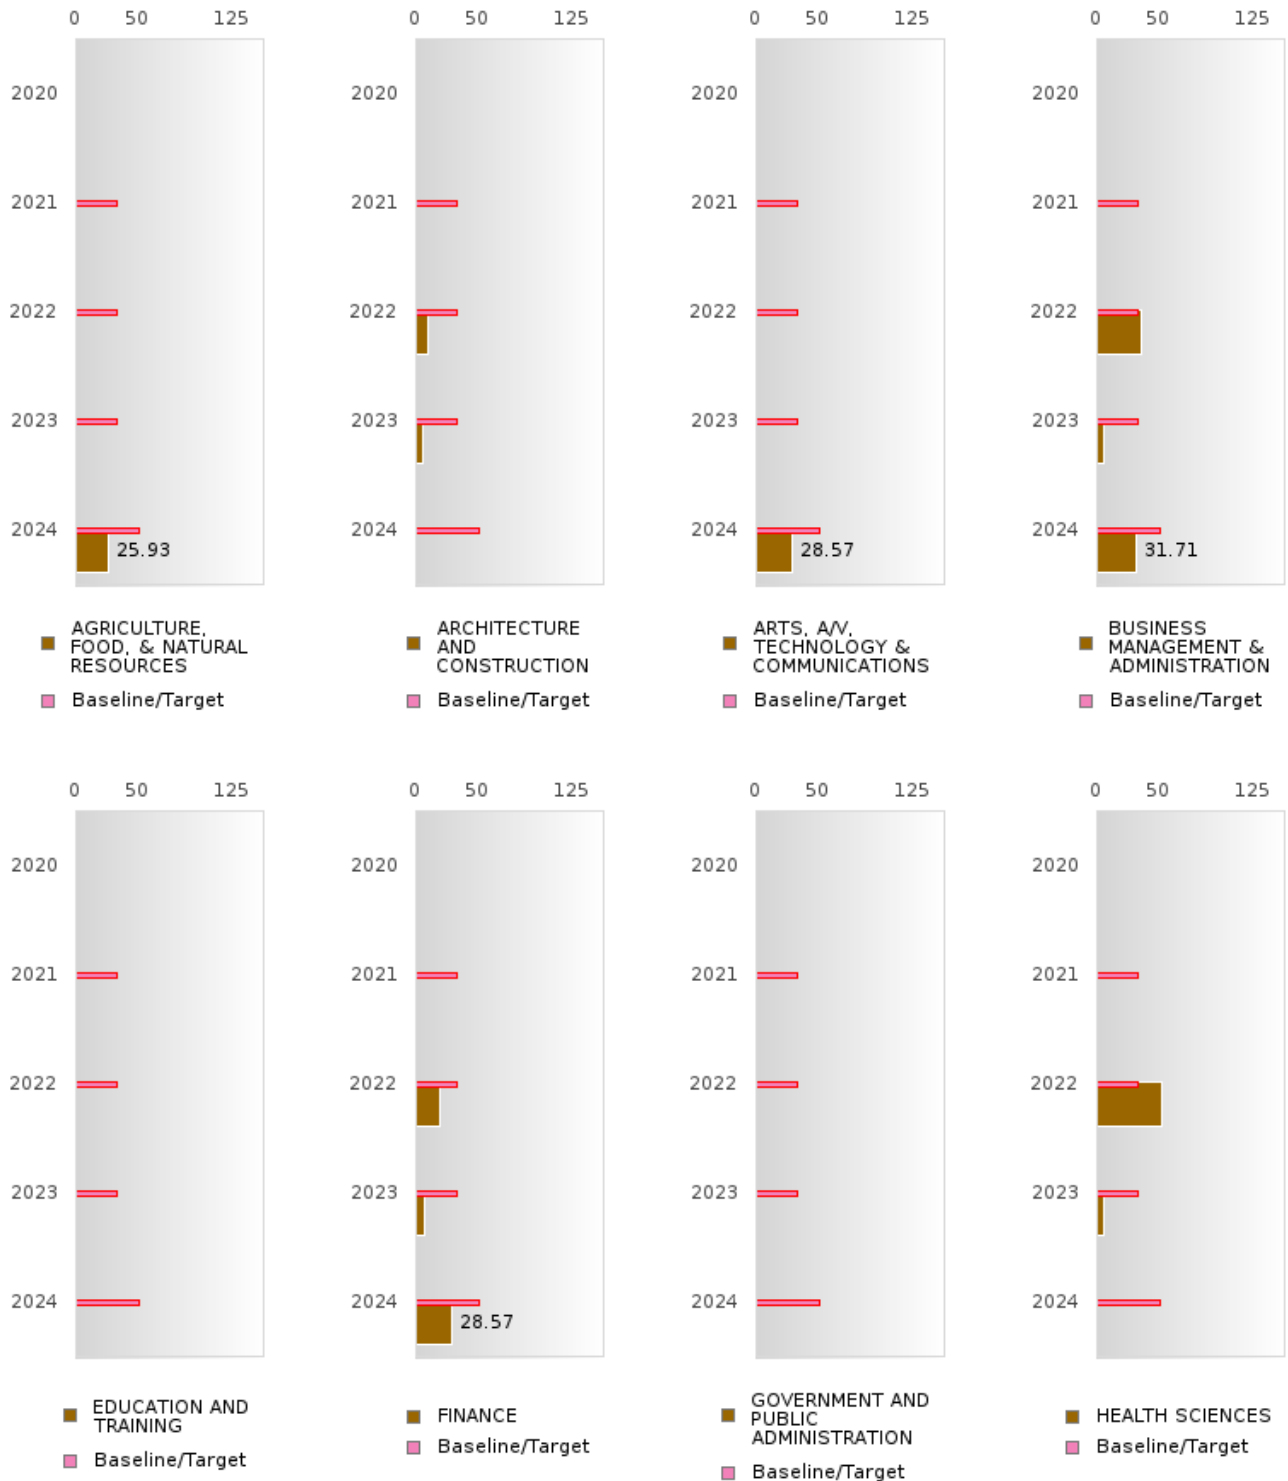 0 50 125 0 50 125 0 50 125 0 50 125
2020 2020 2020 2020
2021 2021 2021 2021
2022 2022 2022 2022
2023 2023 2023 2023
2024 2024 2024 2024
25.93 28.57 31.71
AGRICULTURE,
FOOD, & NATURAL
RESOURCES
Baseline/Target
ARCHITECTURE
AND
CONSTRUCTION
Baseline/Target
ARTS, A/V,
TECHNOLOGY &
COMMUNICATIONS
Baseline/Target
BUSINESS
MANAGEMENT &
ADMINISTRATION
Baseline/Target
0 50 125 0 50 125 0 50 125 0 50 125
2020 2020 2020 2020
2021 2021 2021 2021
2022 2022 2022 2022
2023 2023 2023 2023
2024 2024 2024 2024
28.57
EDUCATION AND
TRAINING
Baseline/Target
FINANCE
Baseline/Target
GOVERNMENT AND
PUBLIC
ADMINISTRATION
Baseline/Target
HEALTH SCIENCES
Baseline/Target